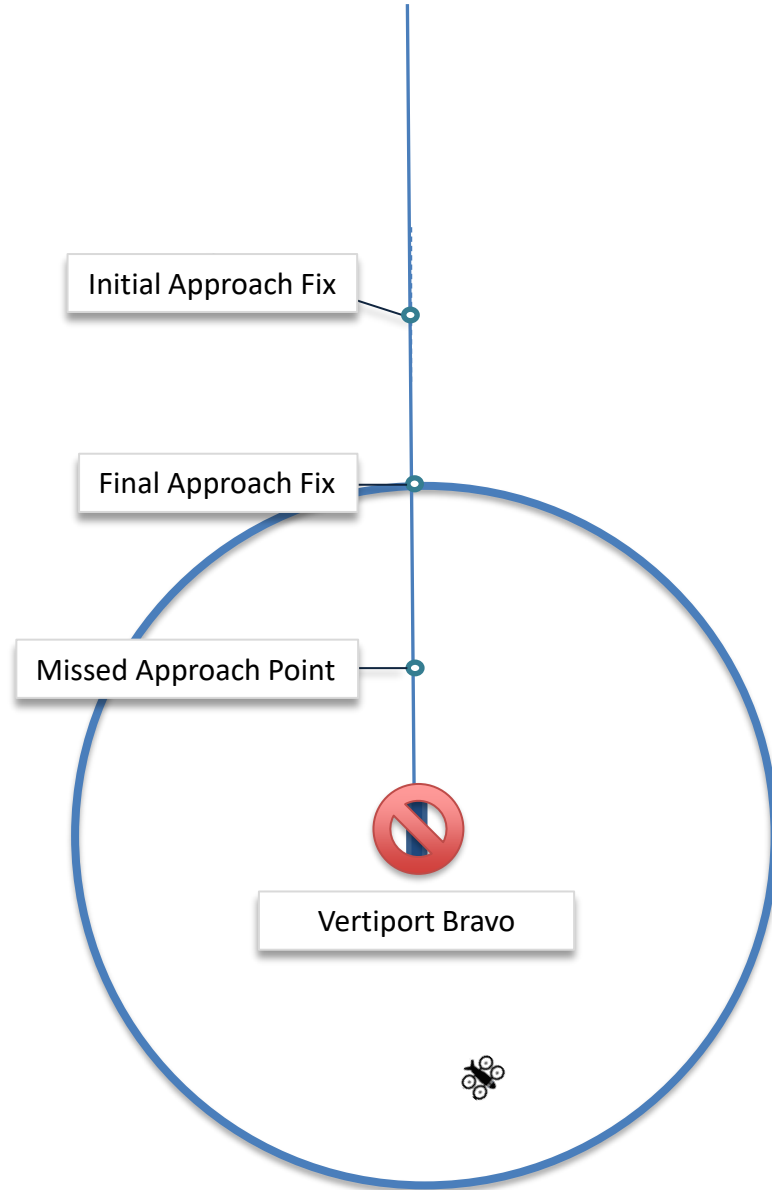 Initial Approach Fix
Final Approach Fix
Missed Approach Point
Vertiport Bravo